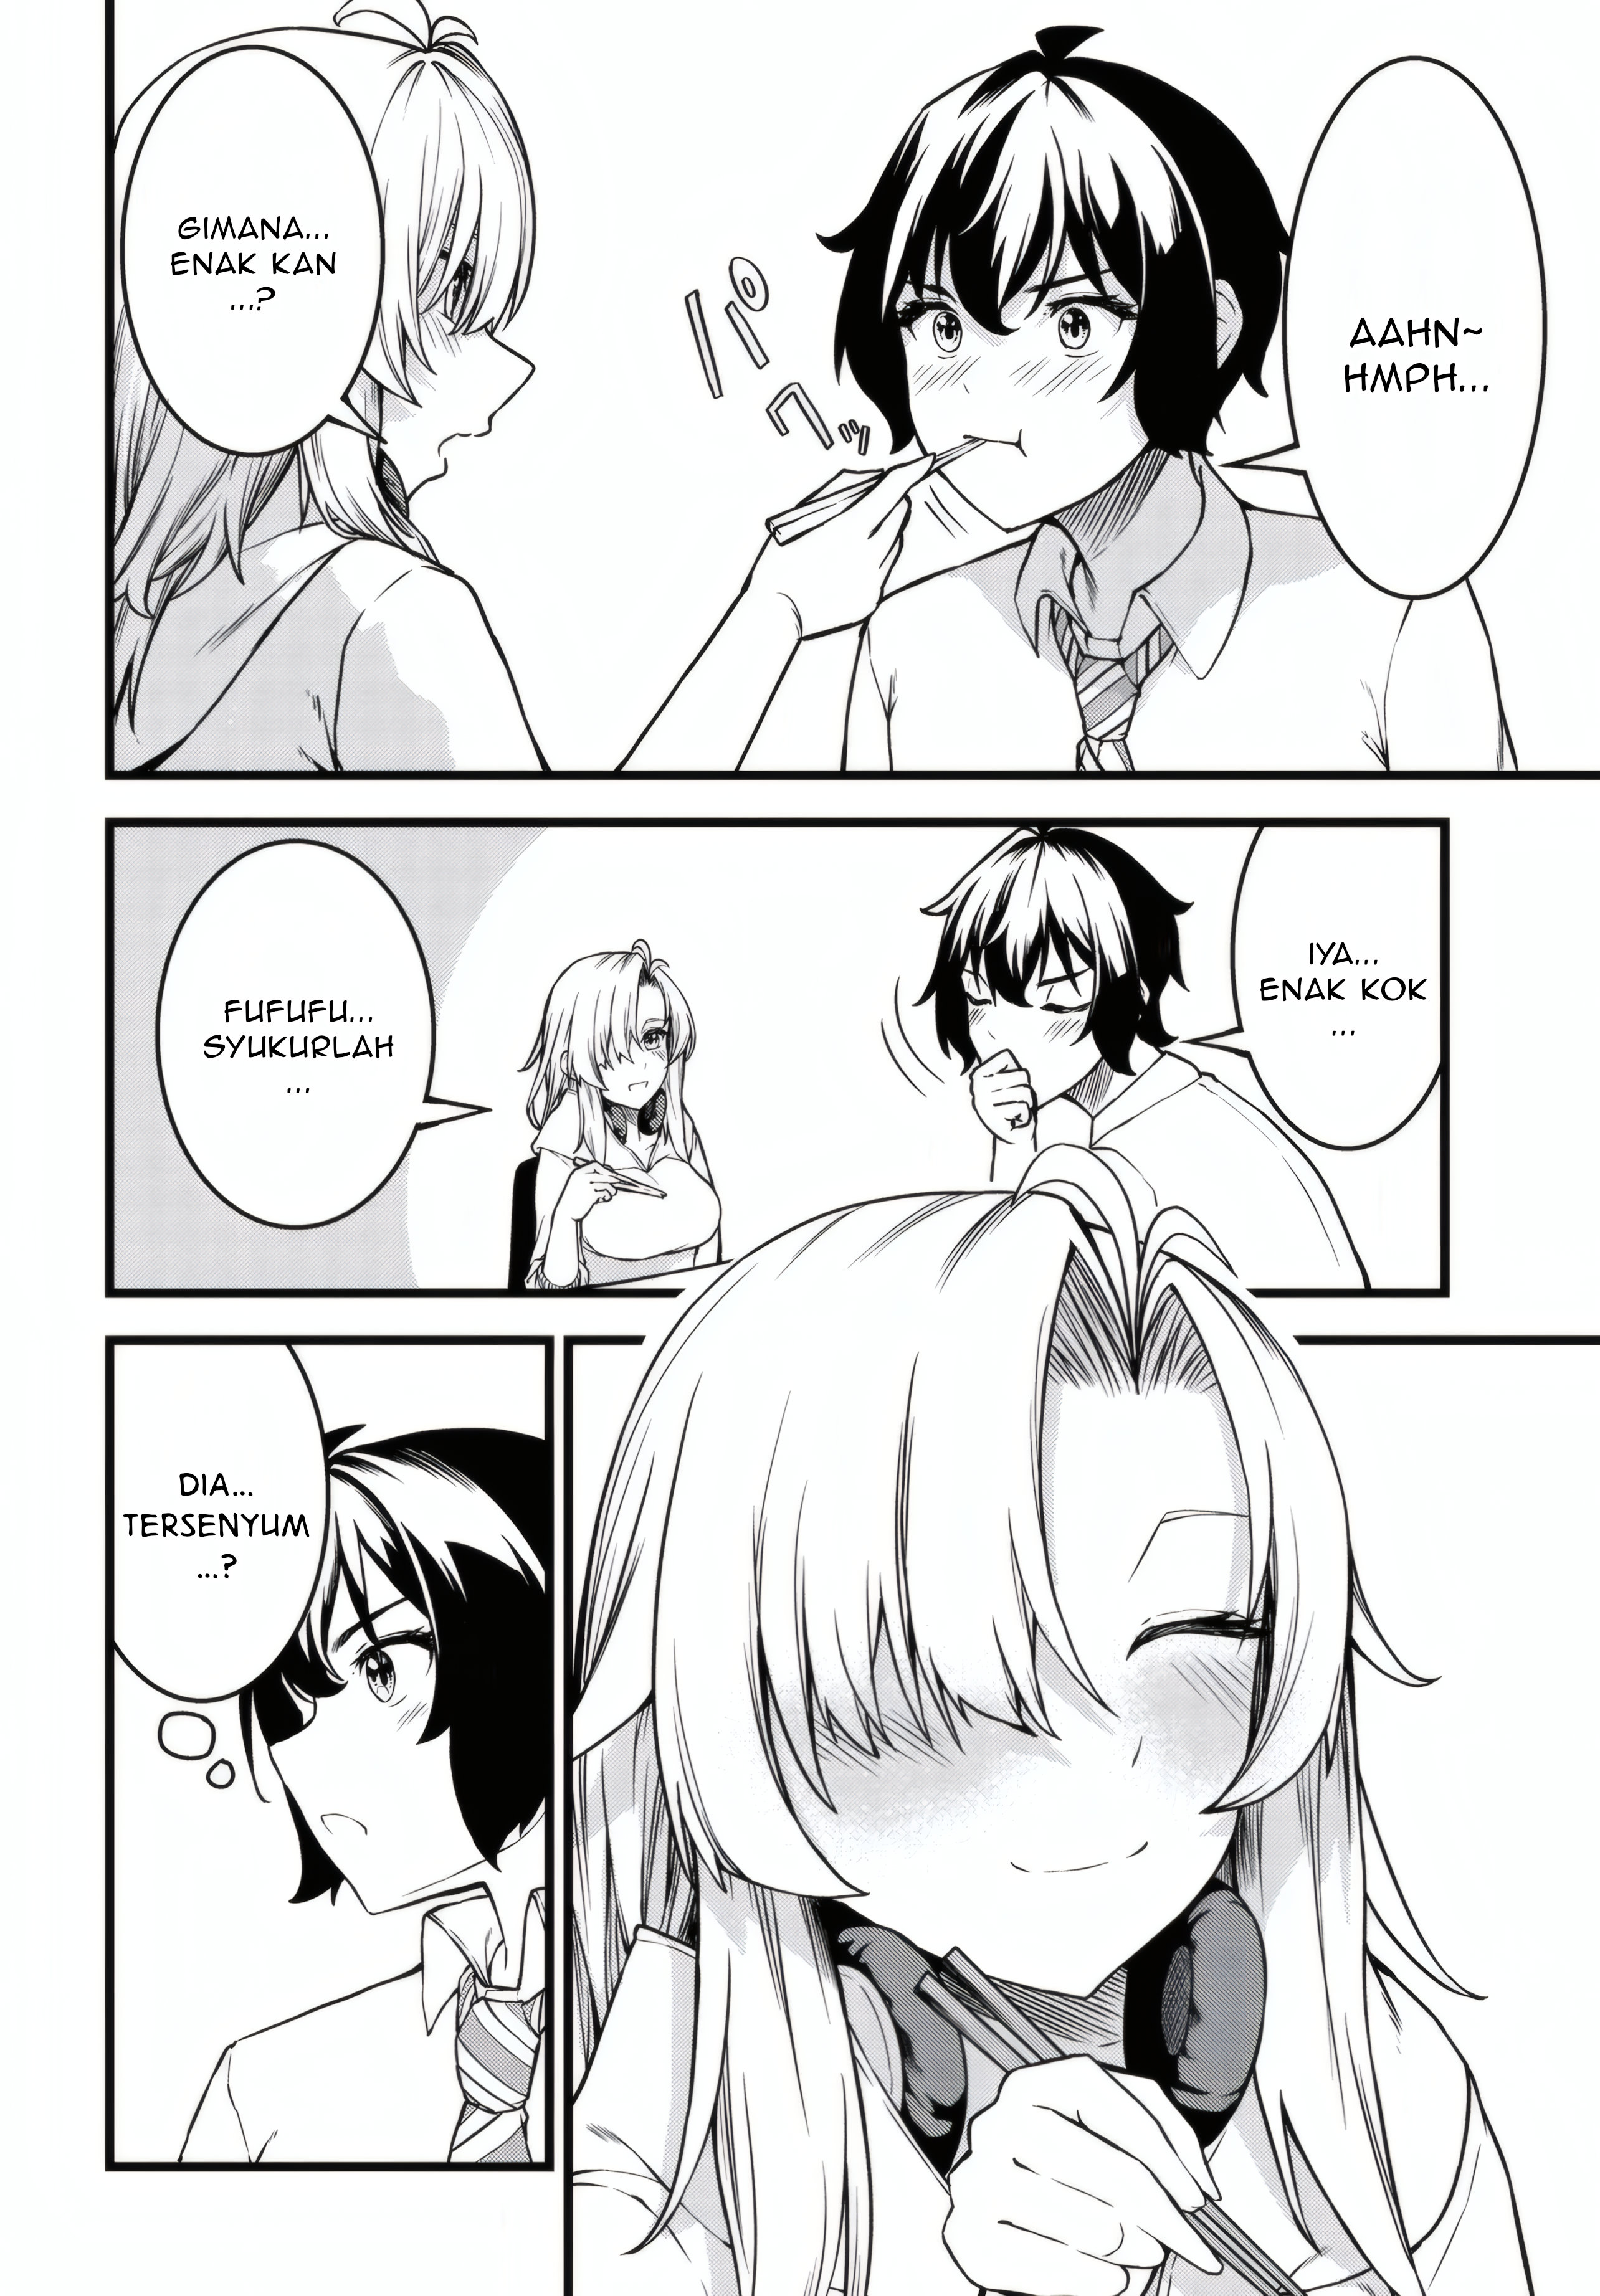 AAHN~
HMPH...
パクッ
GIMANA...
ENAK KAN
...?
IYA...
ENAK KOK
...
FUFUFU...
SYUKURLAH
...
DIA...
TERSENYUM
...?